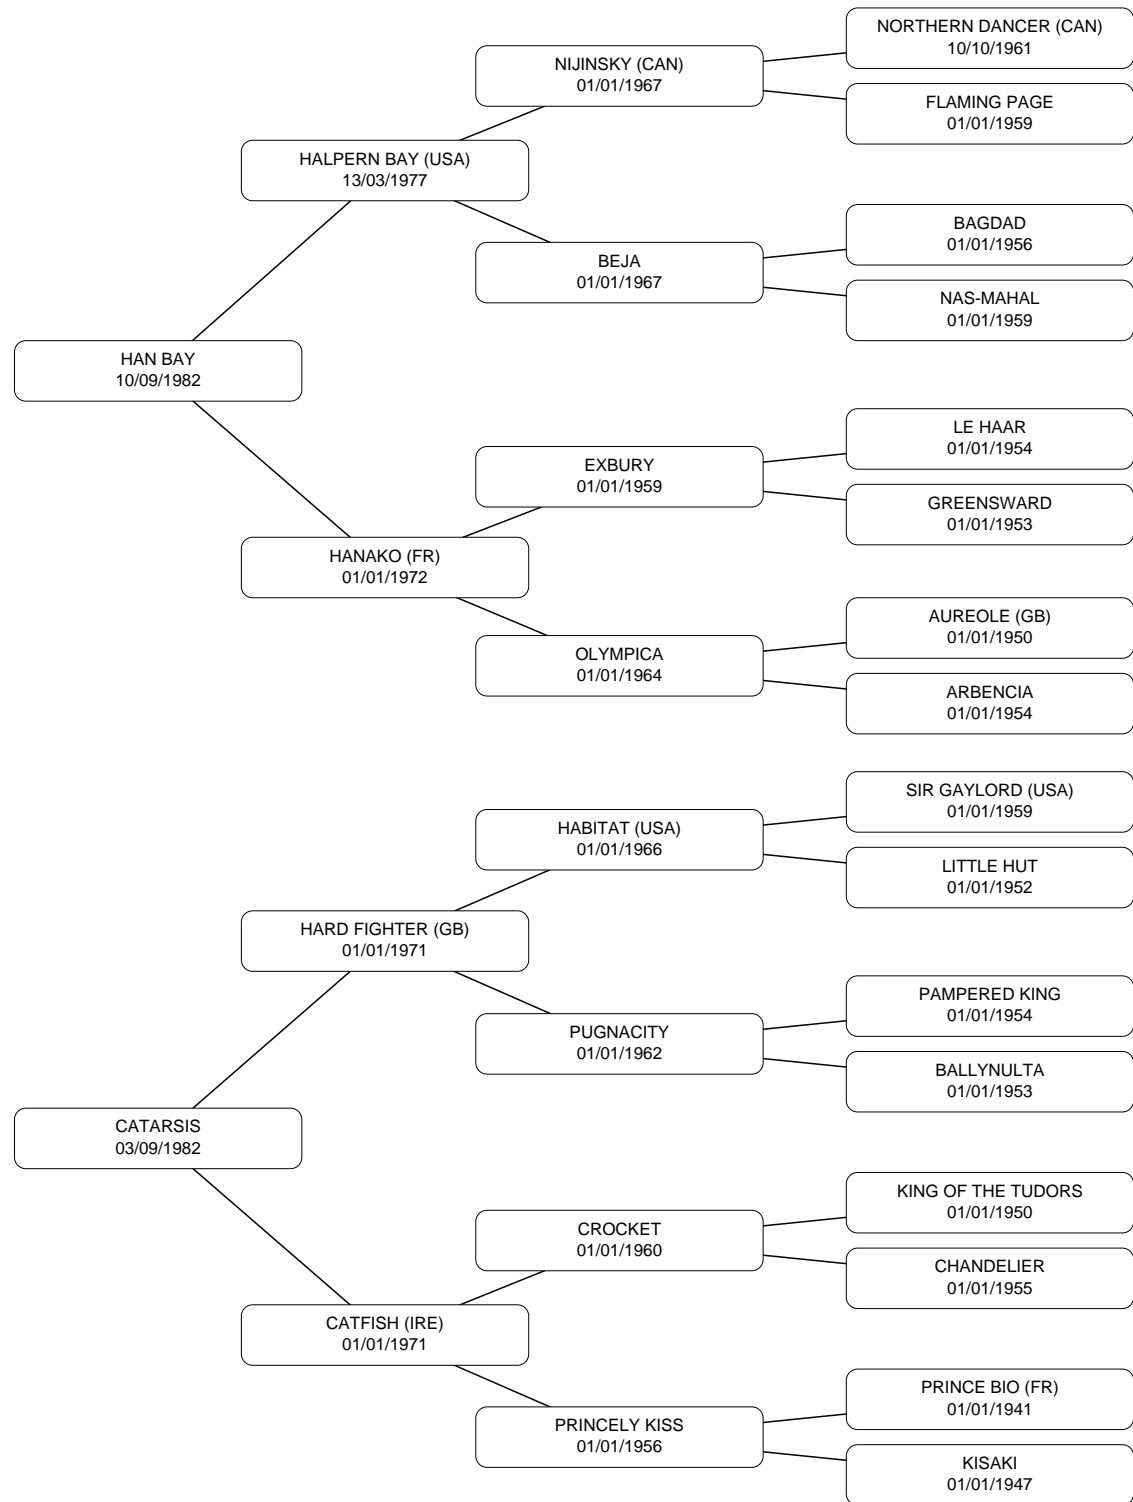 NORTHERN DANCER (CAN)
10/10/1961
NIJINSKY (CAN)
01/01/1967
FLAMING PAGE
01/01/1959
HALPERN BAY (USA)
13/03/1977
BAGDAD
01/01/1956
BEJA
01/01/1967
NAS-MAHAL
01/01/1959
HAN BAY
10/09/1982
LE HAAR
01/01/1954
EXBURY
01/01/1959
GREENSWARD
01/01/1953
HANAKO (FR)
01/01/1972
AUREOLE (GB)
01/01/1950
OLYMPICA
01/01/1964
ARBENCIA
01/01/1954
SIR GAYLORD (USA)
01/01/1959
HABITAT (USA)
01/01/1966
LITTLE HUT
01/01/1952
HARD FIGHTER (GB)
01/01/1971
PAMPERED KING
01/01/1954
PUGNACITY
01/01/1962
BALLYNULTA
01/01/1953
CATARSIS
03/09/1982
KING OF THE TUDORS
01/01/1950
CROCKET
01/01/1960
CHANDELIER
01/01/1955
CATFISH (IRE)
01/01/1971
PRINCE BIO (FR)
01/01/1941
PRINCELY KISS
01/01/1956
KISAKI
01/01/1947